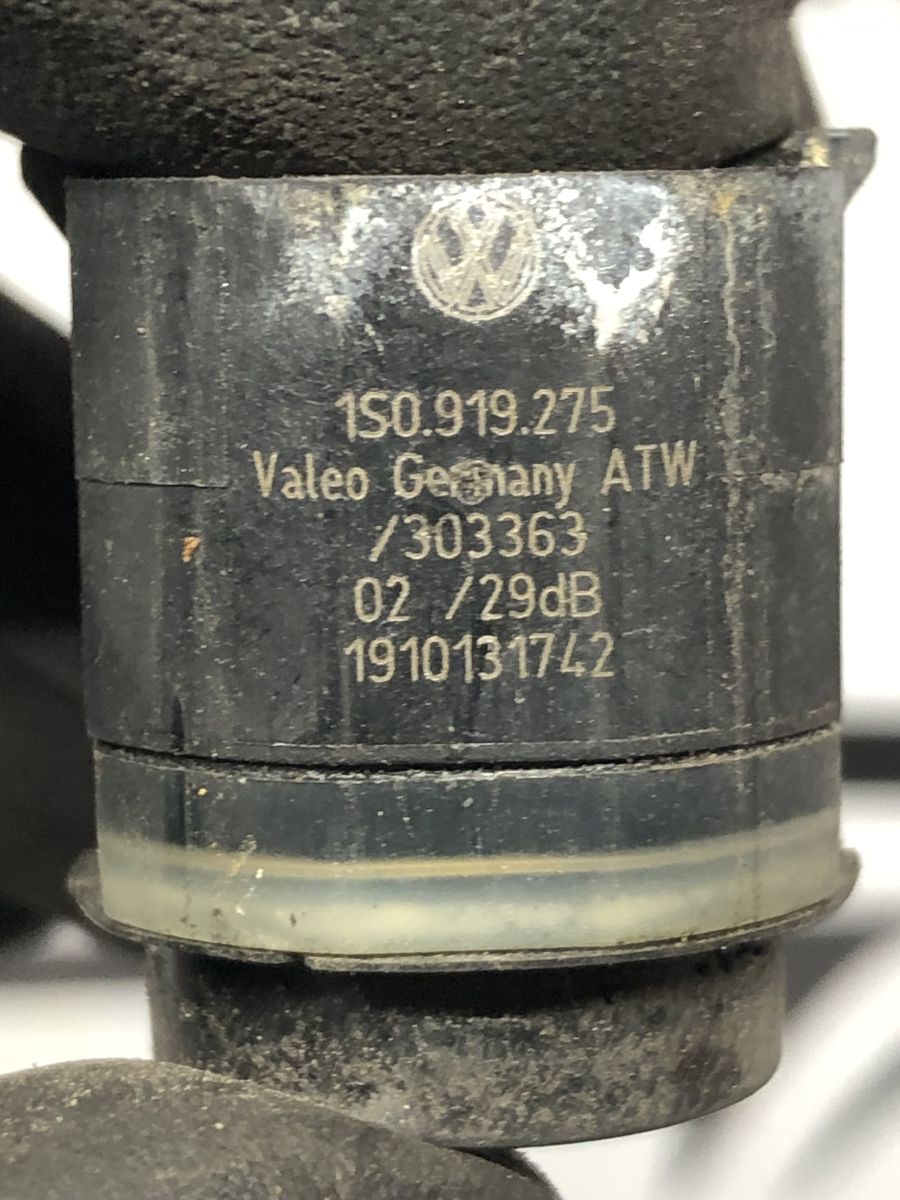 1S0.919.275
Valeo Germany ATW
/303363
02 /29dB
1910131742